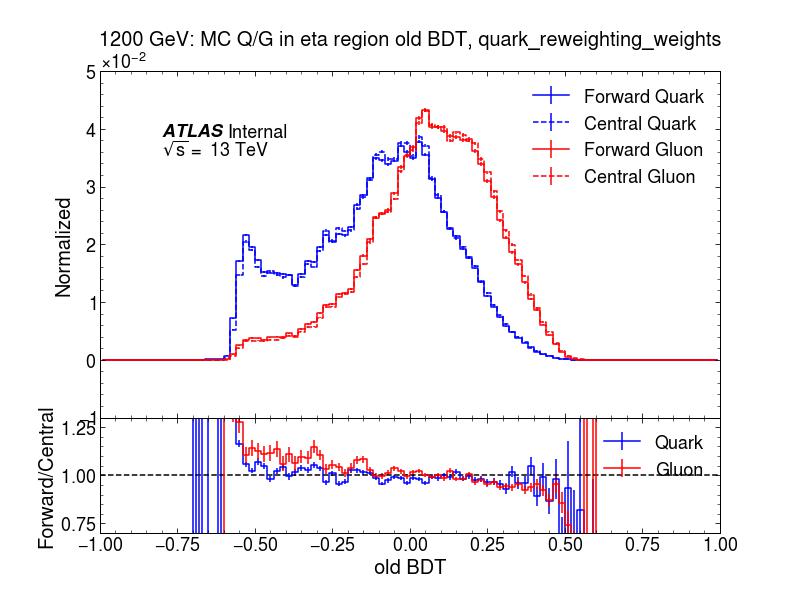 1200 GeV: MC Q/G in eta region old BDT, quark_reweighting_weights
×10⁻²
5
4
3
2
1
0
−1
Normalized
ATLAS Internal
√s = 13 TeV
Forward Quark
Central Quark
Forward Gluon
Central Gluon
1.25
1.00
0.75
Forward/Central
Quark
Gluon
−1.00 −0.75 −0.50 −0.25 0.00 0.25 0.50 0.75 1.00
old BDT